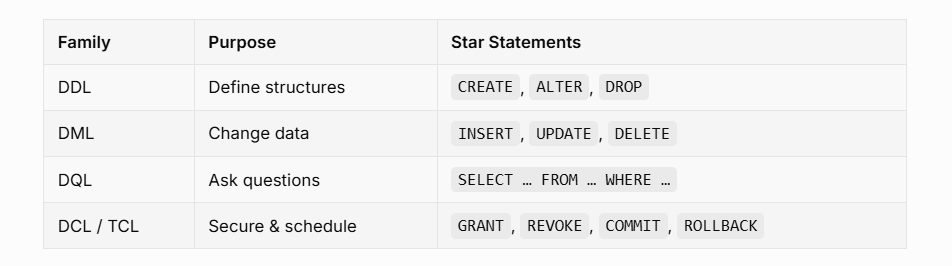 Family Purpose Star Statements
DDL Define structures CREATE, ALTER, DROP
DML Change data INSERT, UPDATE, DELETE
DQL Ask questions SELECT … FROM … WHERE …
DCL / TCL Secure & schedule GRANT, REVOKE, COMMIT, ROLLBACK